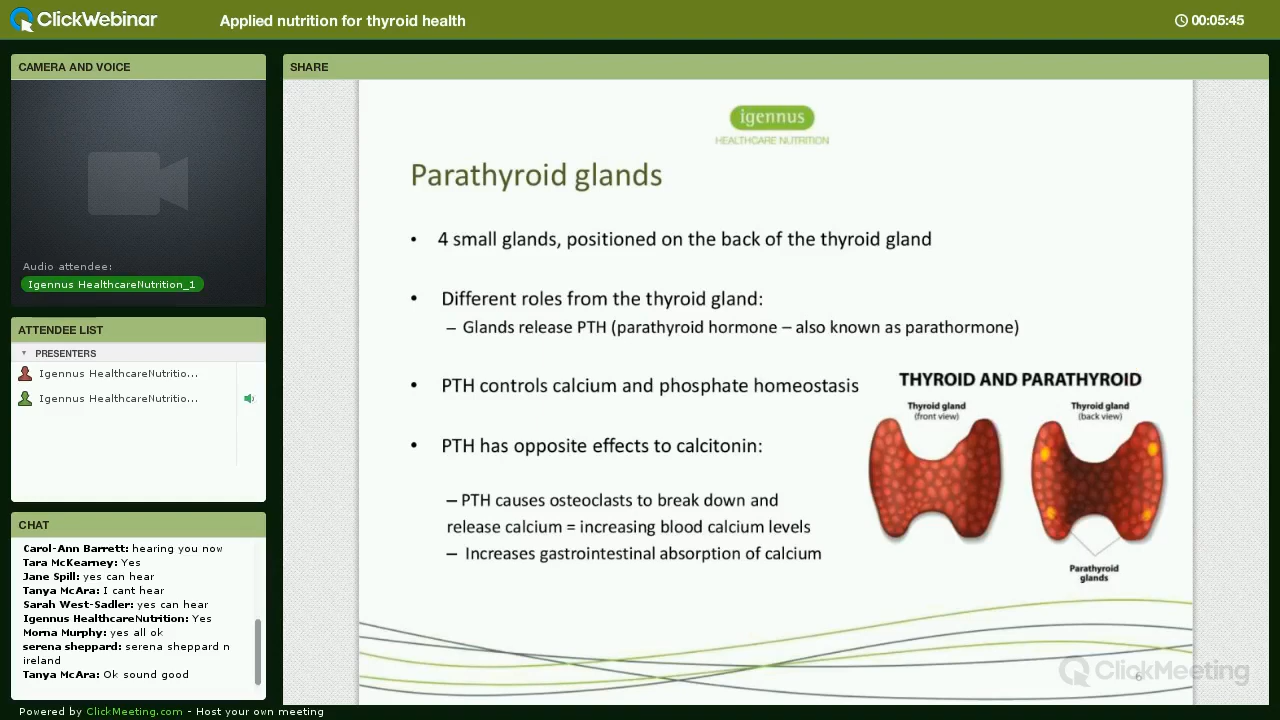 ClickWebinar
Applied nutrition for thyroid health
00:05:45
CAMERA AND VOICE
Audio attendee:
Igennus HealthcareNutrition_1
ATTENDEE LIST
PRESENTERS
Igennus HealthcareNutritio...
Igennus HealthcareNutritio...
CHAT
Carol-Ann Barrett: hearing you now
Tara McKearney: Yes
Jane Spill: yes can hear
Tanya McAra: I cant hear
Sarah West-Sadler: yes can hear
Igennus HealthcareNutrition: Yes
Morna Murphy: yes all ok
serena sheppard: serena sheppard n
ireland
Tanya McAra: Ok sound good
SHARE
igennus
HEALTHCARE NUTRITION
Parathyroid glands
• 4 small glands, positioned on the back of the thyroid gland
• Different roles from the thyroid gland:
– Glands release PTH (parathyroid hormone – also known as parathormone)
• PTH controls calcium and phosphate homeostasis
• PTH has opposite effects to calcitonin:
– PTH causes osteoclasts to break down and
release calcium = increasing blood calcium levels
– Increases gastrointestinal absorption of calcium
THYROID AND PARATHYROID
Thyroid gland
(front view)
Thyroid gland
(back view)
Parathyroid
glands
6
ClickMeeting
Powered by ClickMeeting.com - Host your own meeting